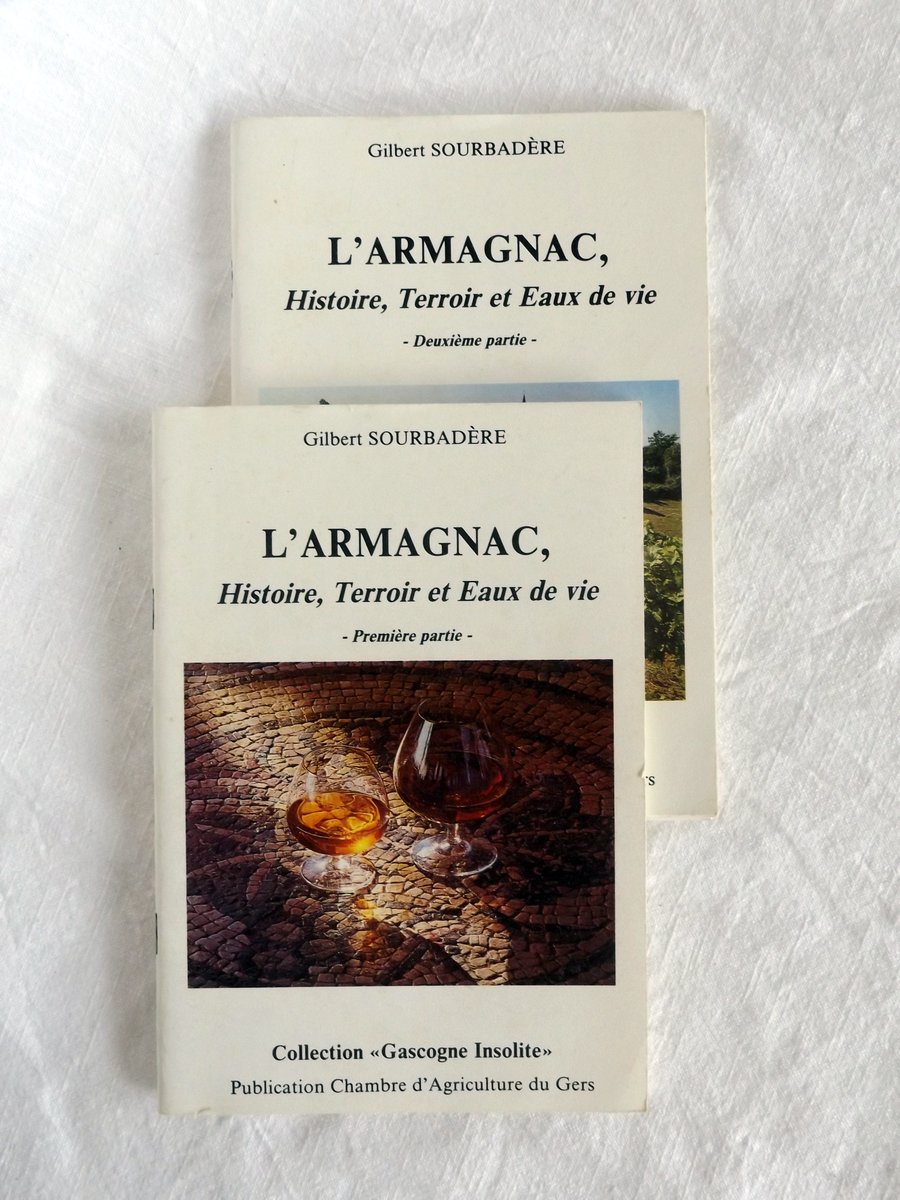 Gilbert SOURBADÈRE
L'ARMAGNAC,
Histoire, Terroir et Eaux de vie
- Deuxième partie -
Gilbert SOURBADÈRE
L'ARMAGNAC,
Histoire, Terroir et Eaux de vie
- Première partie -
Collection «Gascogne Insolite»
Publication Chambre d'Agriculture du Gers